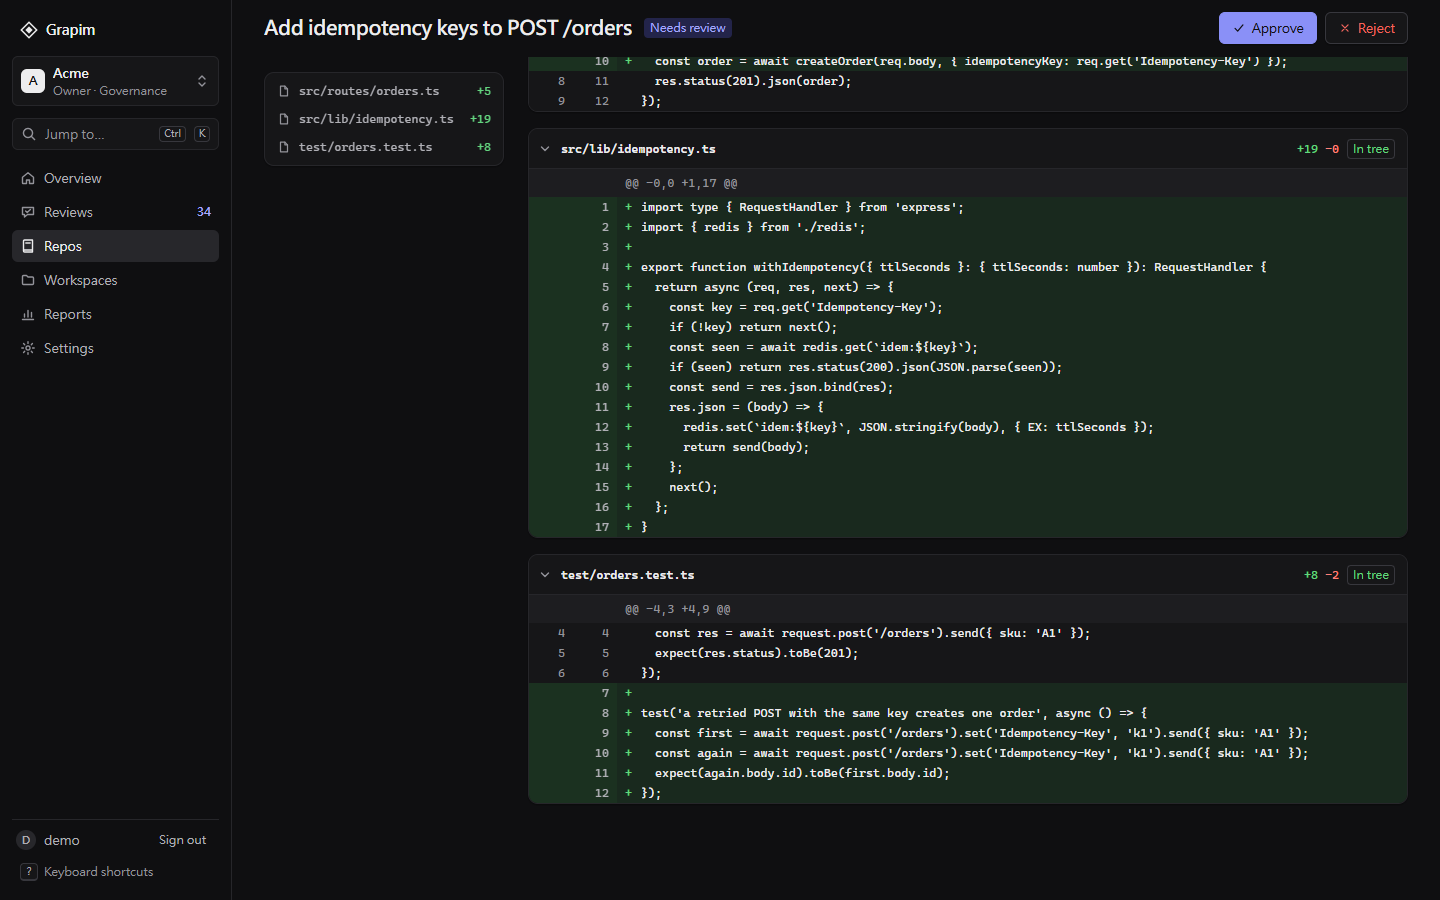 Grapim
A
Acme
Owner · Governance
Jump to...
Ctrl
K
Overview
Reviews 34
Repos
Workspaces
Reports
Settings
D demo Sign out
? Keyboard shortcuts
Add idempotency keys to POST /orders Needs review
Approve
Reject
src/routes/orders.ts +5
src/lib/idempotency.ts +19
test/orders.test.ts +8
10 + const order = await createOrder(req.body, { idempotencyKey: req.get('Idempotency-Key') });
8 11 res.status(201).json(order);
9 12 });
src/lib/idempotency.ts +19 −0 In tree
@@ −0,0 +1,17 @@
1 + import type { RequestHandler } from 'express';
2 + import { redis } from './redis';
3 +
4 + export function withIdempotency({ ttlSeconds }: { ttlSeconds: number }): RequestHandler {
5 + return async (req, res, next) => {
6 + const key = req.get('Idempotency-Key');
7 + if (!key) return next();
8 + const seen = await redis.get(`idem:${key}`);
9 + if (seen) return res.status(200).json(JSON.parse(seen));
10 + const send = res.json.bind(res);
11 + res.json = (body) => {
12 + redis.set(`idem:${key}`, JSON.stringify(body), { EX: ttlSeconds });
13 + return send(body);
14 + };
15 + next();
16 + };
17 + }
test/orders.test.ts +8 −2 In tree
@@ −4,3 +4,9 @@
4 4 const res = await request.post('/orders').send({ sku: 'A1' });
5 5 expect(res.status).toBe(201);
6 6 });
7 +
8 + test('a retried POST with the same key creates one order', async () => {
9 + const first = await request.post('/orders').set('Idempotency-Key', 'k1').send({ sku: 'A1' });
10 + const again = await request.post('/orders').set('Idempotency-Key', 'k1').send({ sku: 'A1' });
11 + expect(again.body.id).toBe(first.body.id);
12 + });